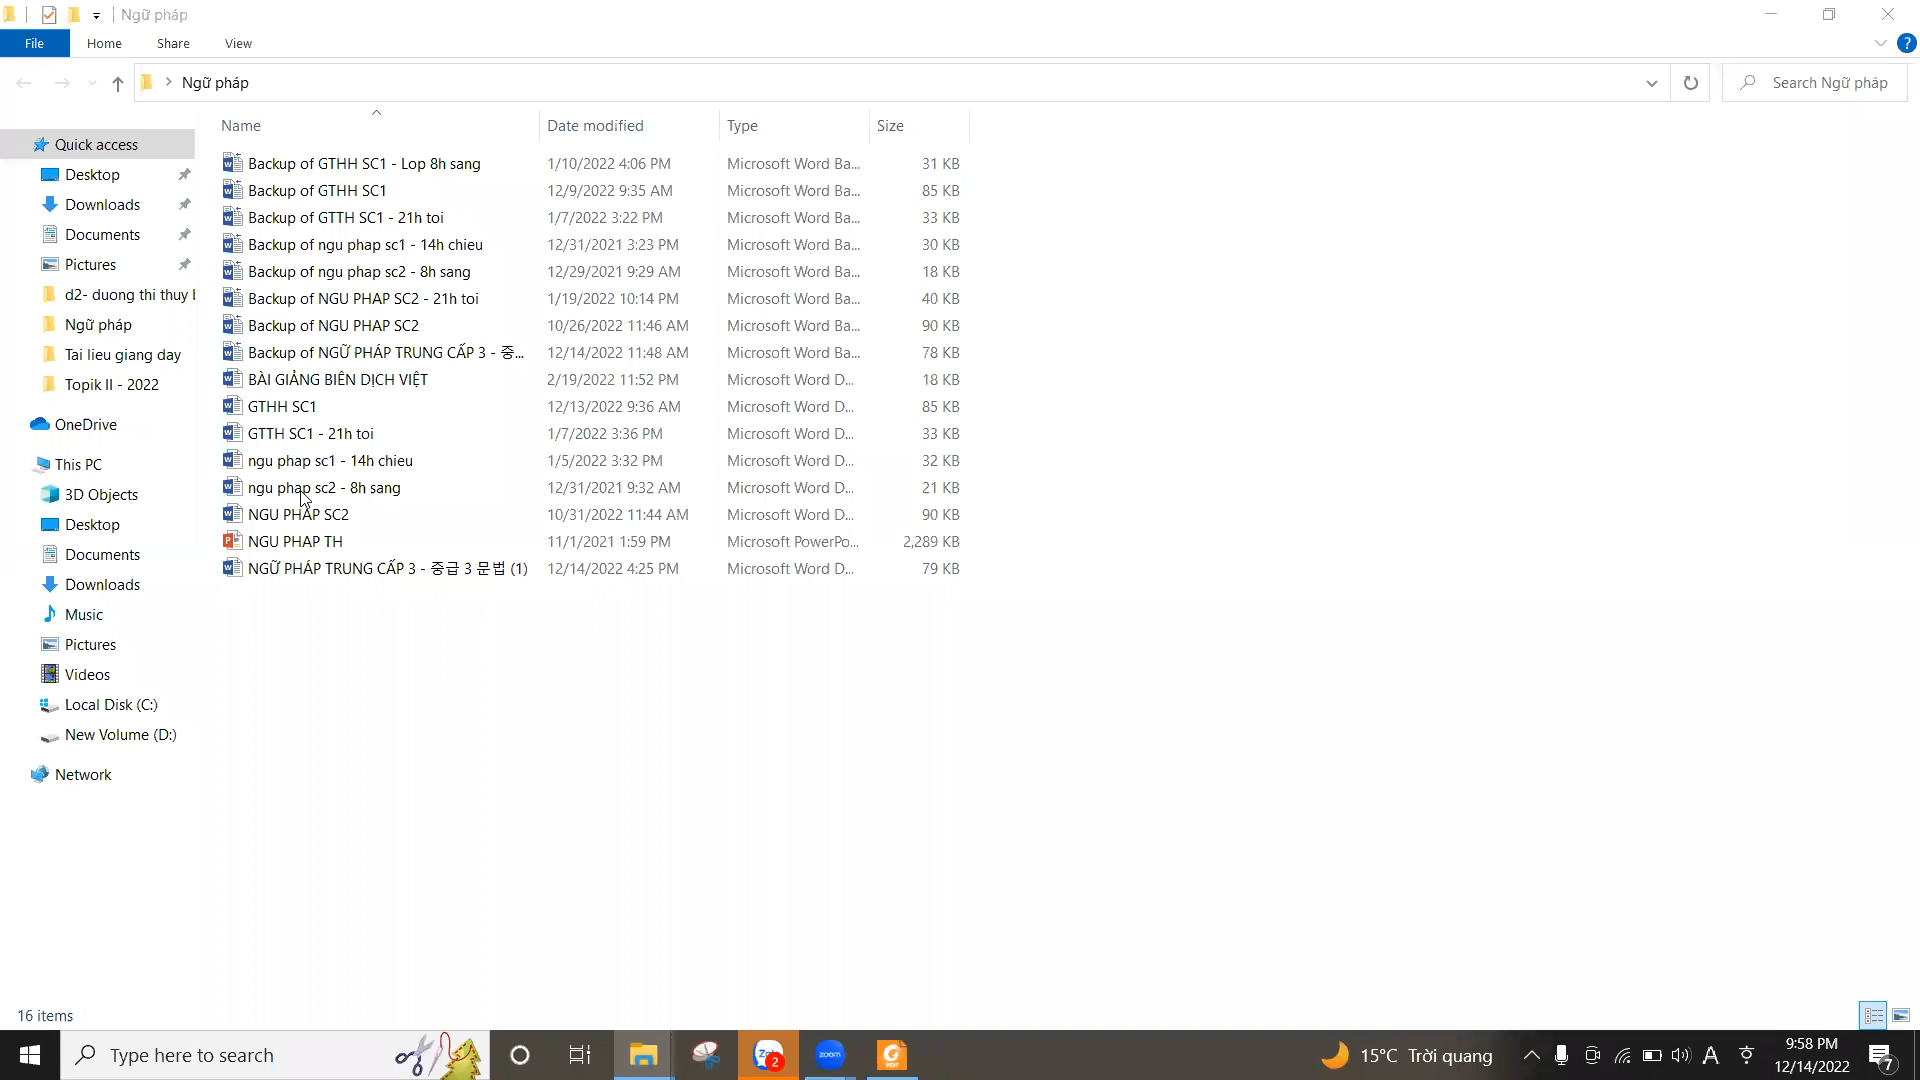 Ngữ pháp
File Home Share View
Ngữ pháp
Search Ngữ pháp
Name Date modified Type Size
Quick access
Desktop
Downloads
Documents
Pictures
d2- duong thi thuy
Ngữ pháp
Tai lieu giang day
Topik II - 2022
OneDrive
This PC
3D Objects
Desktop
Documents
Downloads
Music
Pictures
Videos
Local Disk (C:)
New Volume (D:)
Network
Backup of GTHH SC1 - Lop 8h sang 1/10/2022 4:06 PM Microsoft Word Ba... 31 KB
Backup of GTHH SC1 12/9/2022 9:35 AM Microsoft Word Ba... 85 KB
Backup of GTTH SC1 - 21h toi 1/7/2022 3:22 PM Microsoft Word Ba... 33 KB
Backup of ngu phap sc1 - 14h chieu 12/31/2021 3:23 PM Microsoft Word Ba... 30 KB
Backup of ngu phap sc2 - 8h sang 12/29/2021 9:29 AM Microsoft Word Ba... 18 KB
Backup of NGU PHAP SC2 - 21h toi 1/19/2022 10:14 PM Microsoft Word Ba... 40 KB
Backup of NGU PHAP SC2 10/26/2022 11:46 AM Microsoft Word Ba... 90 KB
Backup of NGỮ PHÁP TRUNG CẤP 3 - 중... 12/14/2022 11:48 AM Microsoft Word Ba... 78 KB
BÀI GIẢNG BIÊN DỊCH VIỆT 2/19/2022 11:52 PM Microsoft Word D... 18 KB
GTHH SC1 12/13/2022 9:36 AM Microsoft Word D... 85 KB
GTTH SC1 - 21h toi 1/7/2022 3:36 PM Microsoft Word D... 33 KB
ngu phap sc1 - 14h chieu 1/5/2022 3:32 PM Microsoft Word D... 32 KB
ngu phap sc2 - 8h sang 12/31/2021 9:32 AM Microsoft Word D... 21 KB
NGU PHAP SC2 10/31/2022 11:44 AM Microsoft Word D... 90 KB
NGU PHAP TH 11/1/2021 1:59 PM Microsoft PowerPo... 2,289 KB
NGỮ PHÁP TRUNG CẤP 3 - 중급 3 문법 (1) 12/14/2022 4:25 PM Microsoft Word D... 79 KB
16 items
Type here to search
2
zoom
PDF
15°C Trời quang
A
9:58 PM
12/14/2022
7